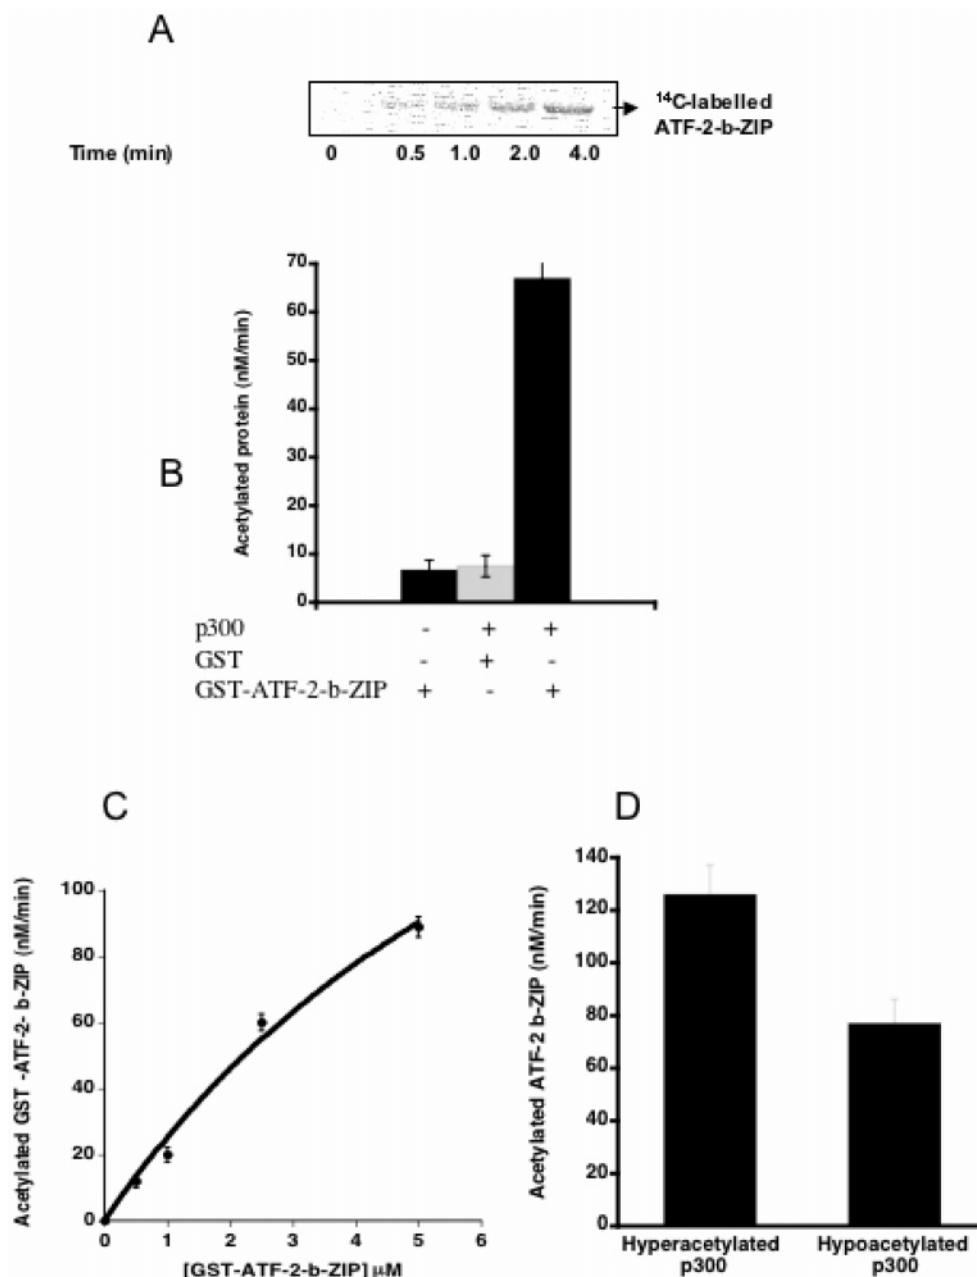 A
¹⁴C-labelled
ATF-2-b-ZIP
Time (min) 0 0.5 1.0 2.0 4.0
B
Acetylated protein (nM/min)
70
60
50
40
30
20
10
0
p300 - + +
GST - + -
GST-ATF-2-b-ZIP + - +
C
Acetylated GST -ATF-2- b-ZIP (nM/min)
100
80
60
40
20
0
0 1 2 3 4 5 6
[GST-ATF-2-b-ZIP] µM
D
Acetylated ATF-2 b-ZIP (nM/min)
140
120
100
80
60
40
20
0
Hyperacetylated Hypoacetylated
p300 p300